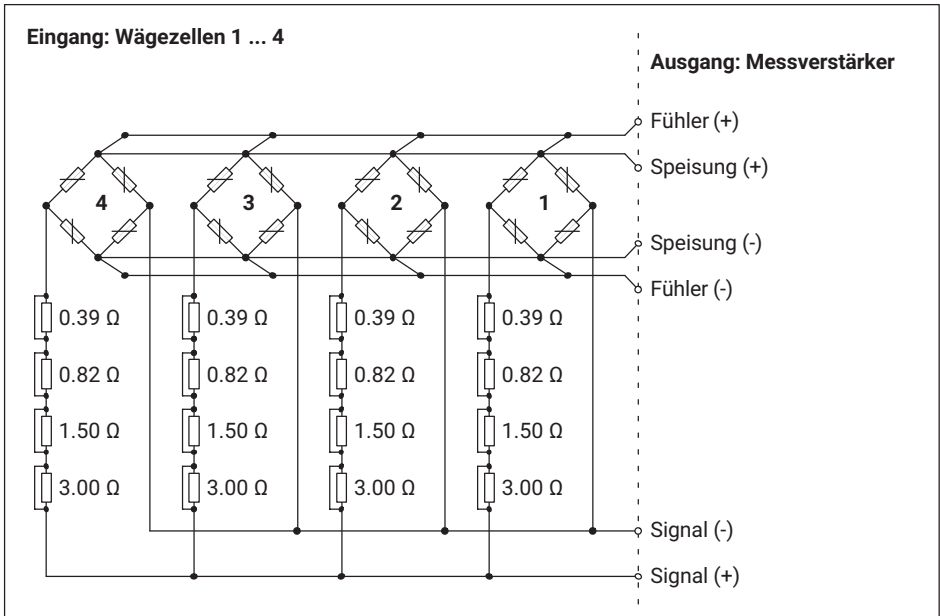 Eingang: Wägezellen 1 ... 4
Ausgang: Messverstärker
Fühler (+)
Speisung (+)
4 3 2 1
Speisung (-)
Fühler (-)
0.39 Ω 0.39 Ω 0.39 Ω 0.39 Ω
0.82 Ω 0.82 Ω 0.82 Ω 0.82 Ω
1.50 Ω 1.50 Ω 1.50 Ω 1.50 Ω
3.00 Ω 3.00 Ω 3.00 Ω 3.00 Ω
Signal (-)
Signal (+)